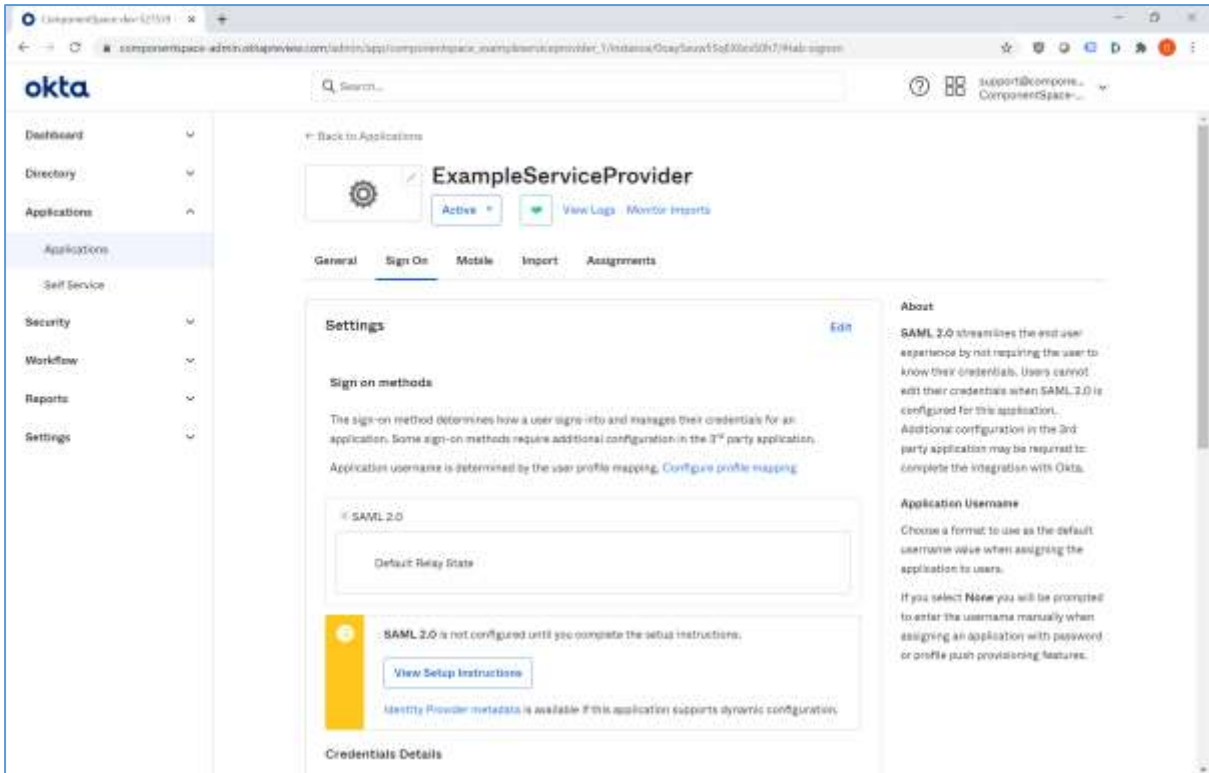 ComponentSpace-dev-527519
okta
Search...
support@compone...
ComponentSpace-...
Dashboard
Directory
Applications
Applications
Self Service
Security
Workflow
Reports
Settings
← Back to Applications
ExampleServiceProvider
Active
View Logs Monitor Imports
General Sign On Mobile Import Assignments
Settings
Edit
Sign on methods
The sign-on method determines how a user signs into and manages their credentials for an
application. Some sign-on methods require additional configuration in the 3rd party application.
Application username is determined by the user profile mapping. Configure profile mapping
SAML 2.0
Default Relay State
SAML 2.0 is not configured until you complete the setup instructions.
View Setup Instructions
Identity Provider metadata is available if this application supports dynamic configuration.
Credentials Details
About
SAML 2.0 streamlines the end user
experience by not requiring the user to
know their credentials. Users cannot
edit their credentials when SAML 2.0 is
configured for this application.
Additional configuration in the 3rd
party application may be required to
complete the integration with Okta.
Application Username
Choose a format to use as the default
username value when assigning the
application to users.
If you select None you will be prompted
to enter the username manually when
assigning an application with password
or profile push provisioning features.